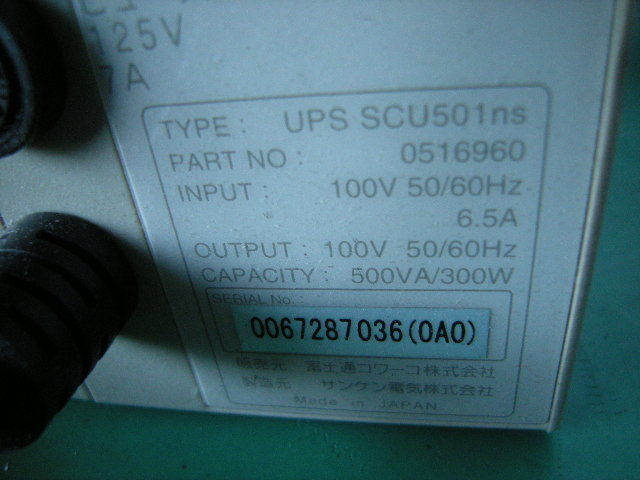 125V
7A
TYPE : UPS SCU501ns
PART NO : 0516960
INPUT : 100V 50/60Hz
6.5A
OUTPUT : 100V 50/60Hz
CAPACITY : 500VA/300W
SERIAL No.
0067287036(0A0)
販売元 富士通コワーコ株式会社
製造元 サンケン電気株式会社
Made in JAPAN